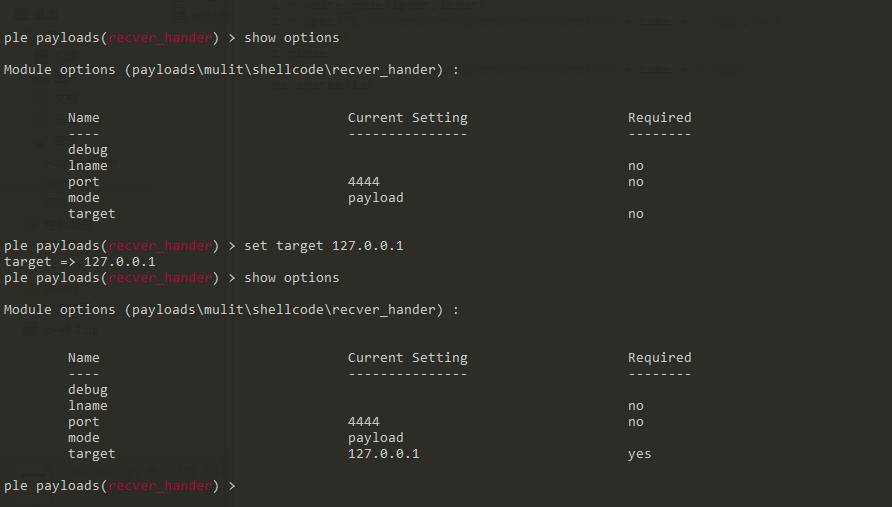 ple payloads(recver_hander) > show options
Module options (payloads\mulit\shellcode\recver_hander) :
Name Current Setting Required
---- --------------- --------
debug
lname no
port 4444 no
mode payload
target no
ple payloads(recver_hander) > set target 127.0.0.1
target => 127.0.0.1
ple payloads(recver_hander) > show options
Module options (payloads\mulit\shellcode\recver_hander) :
Name Current Setting Required
---- --------------- --------
debug
lname no
port 4444 no
mode payload
target 127.0.0.1 yes
ple payloads(recver_hander) >